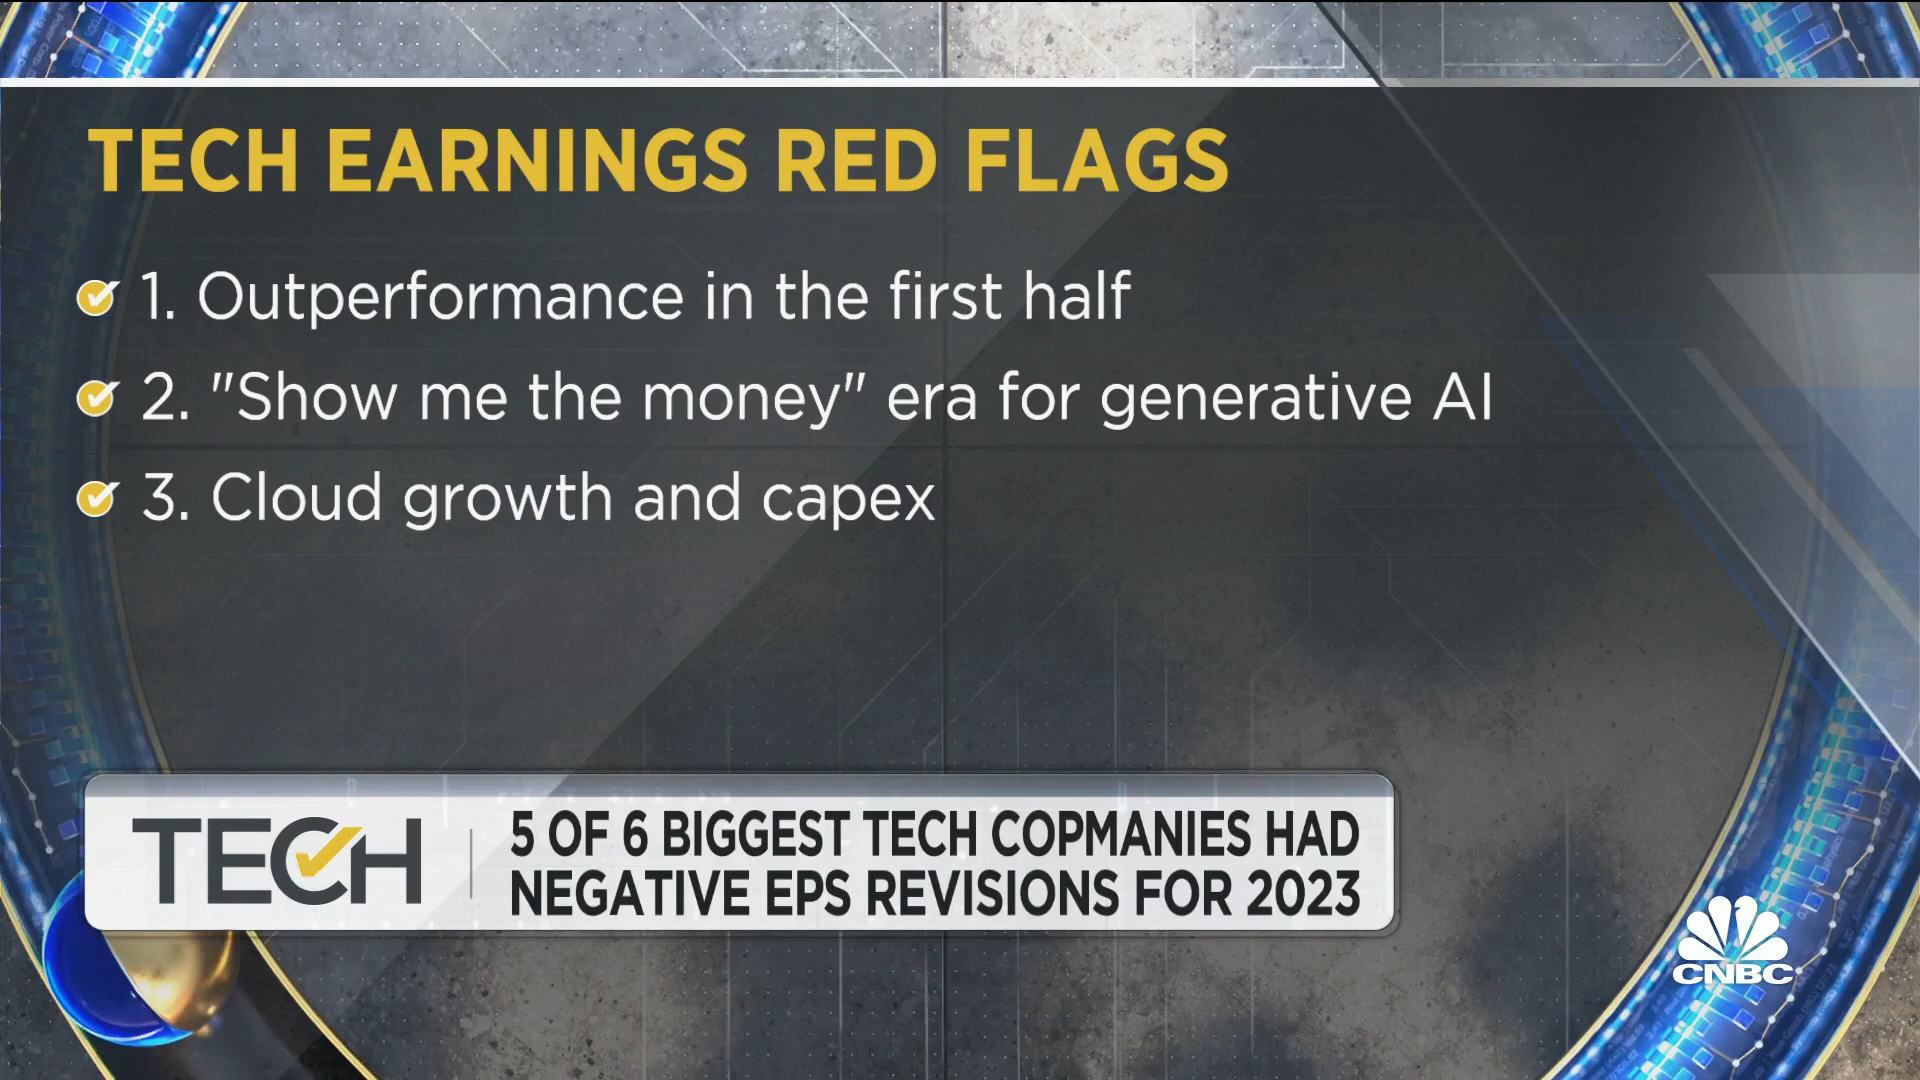 TECH EARNINGS RED FLAGS
1. Outperformance in the first half
2. "Show me the money" era for generative AI
3. Cloud growth and capex
TECH
5 OF 6 BIGGEST TECH COPMANIES HAD
NEGATIVE EPS REVISIONS FOR 2023
CNBC